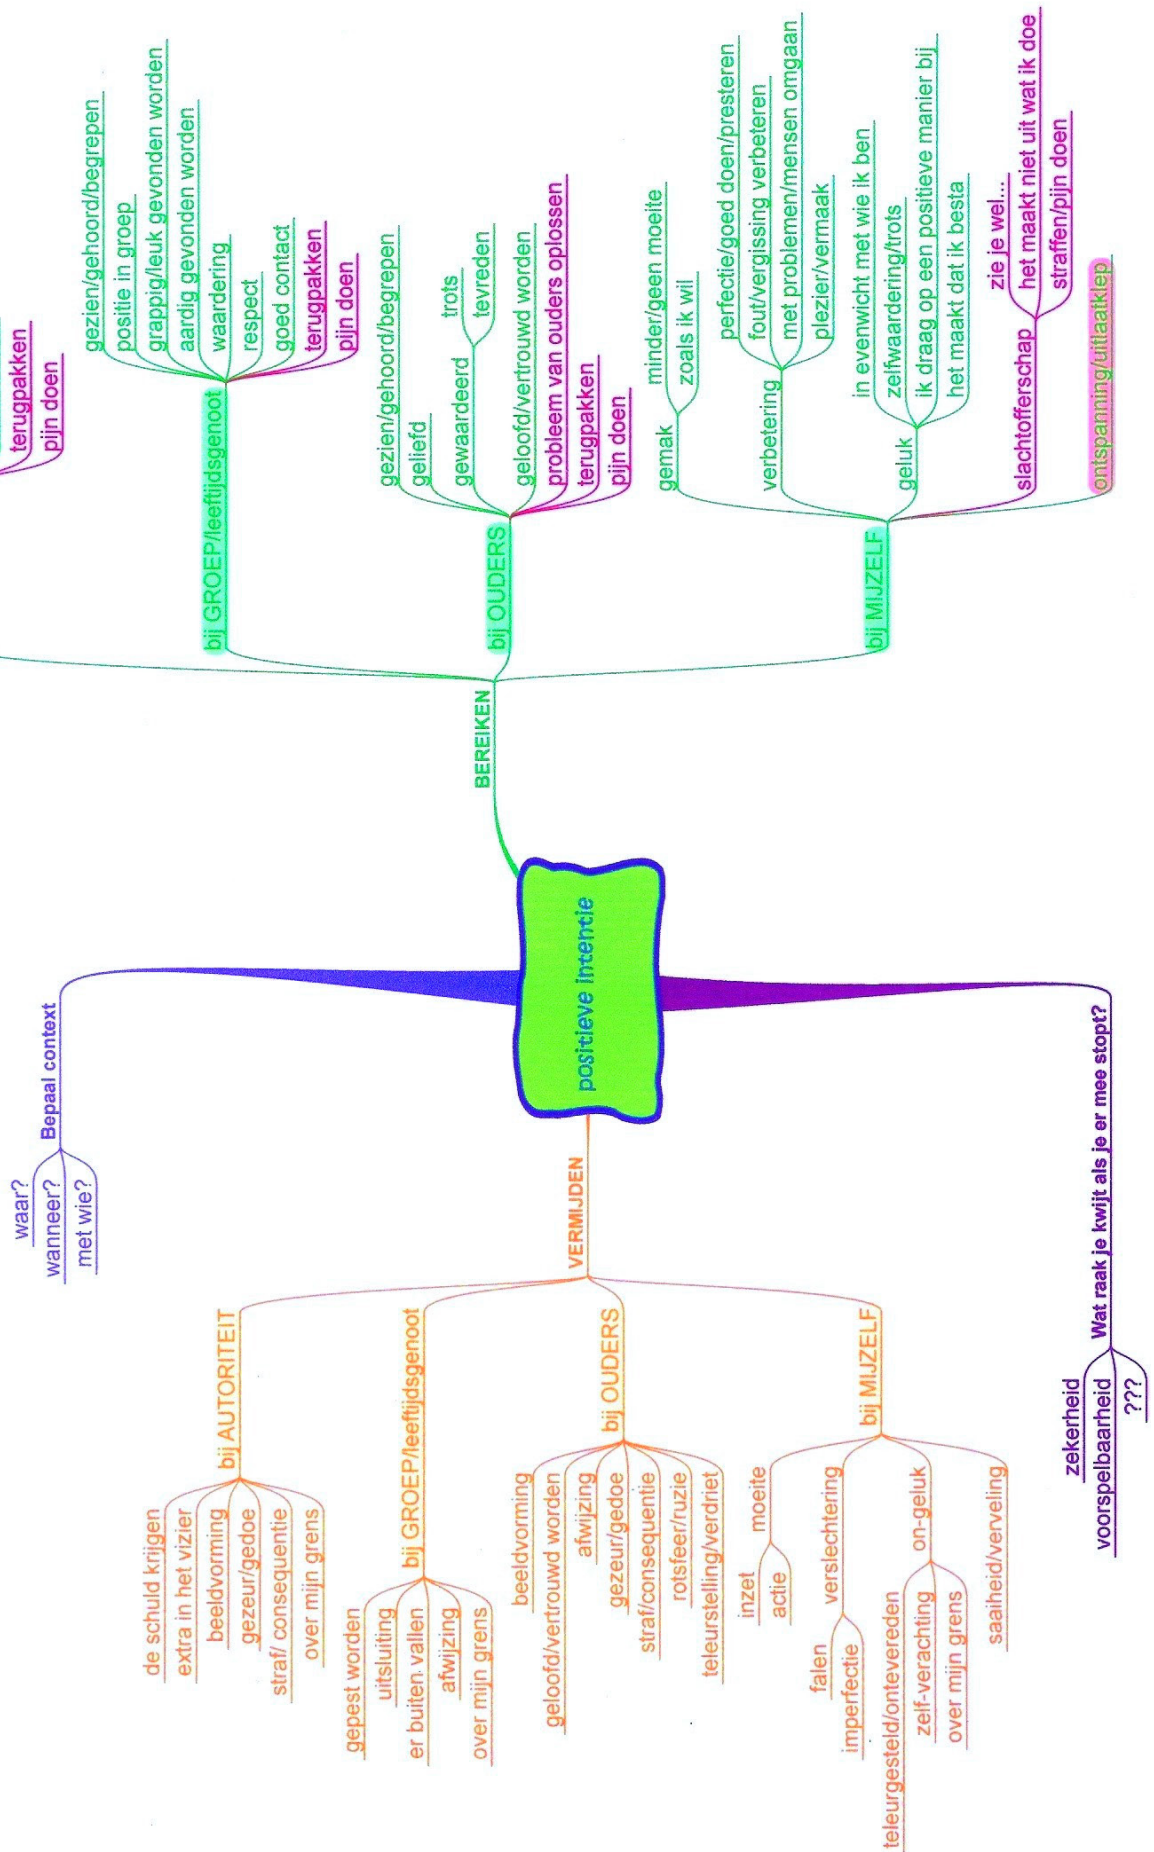 positieve intentie
Bepaal context
waar?
wanneer?
met wie?
BEREIKEN
terugpakken
pijn doen
bij GROEP/leeftijdsgenoot
gezien/gehoord/begrepen
positie in groep
grappig/leuk gevonden worden
aardig gevonden worden
waardering
respect
goed contact
terugpakken
pijn doen
bij OUDERS
gezien/gehoord/begrepen
geliefd
gewaardeerd
trots
tevreden
geloofd/vertrouwd worden
probleem van ouders oplossen
terugpakken
pijn doen
bij MIJZELF
gemak
minder/geen moeite
zoals ik wil
verbetering
perfectie/goed doen/presteren
fout/vergissing verbeteren
met problemen/mensen omgaan
plezier/vermaak
geluk
in evenwicht met wie ik ben
zelfwaardering/trots
ik draag op een positieve manier bij
het maakt dat ik besta
slachtofferschap
zie je wel...
het maakt niet uit wat ik doe
straffen/pijn doen
ontspanning/uitlaatklep
VERMIJDEN
bij AUTORITEIT
de schuld krijgen
extra in het vizier
beeldvorming
gezeur/gedoe
straf/ consequentie
over mijn grens
bij GROEP/leeftijdsgenoot
gepest worden
uitsluiting
er buiten vallen
afwijzing
over mijn grens
bij OUDERS
beeldvorming
geloofd/vertrouwd worden
afwijzing
gezeur/gedoe
straf/consequentie
rotsfeer/ruzie
teleurstelling/verdriet
bij MIJZELF
moeite
inzet
actie
verslechtering
falen
imperfectie
on-geluk
teleurgesteld/ontevereden
zelf-verachting
over mijn grens
saaiheid/verveling
Wat raak je kwijt als je er mee stopt?
zekerheid
voorspelbaarheid
???